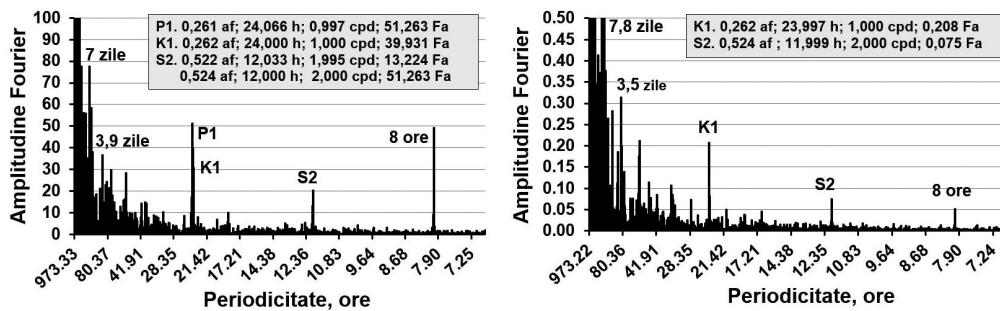 P1. 0,261 af; 24,066 h; 0,997 cpd; 51,263 Fa
K1. 0,262 af; 24,000 h; 1,000 cpd; 39,931 Fa
S2. 0,522 af; 12,033 h; 1,995 cpd; 13,224 Fa
0,524 af; 12,000 h; 2,000 cpd; 51,263 Fa
Amplitudine Fourier
100
90
80
70
60
50
40
30
20
10
0
7 zile
3,9 zile
P1
K1
S2
8 ore
973.33
80.37
41.91
28.35
21.42
17.21
14.38
12.36
10.83
9.64
8.68
7.90
7.25
Periodicitate, ore
K1. 0,262 af; 23,997 h; 1,000 cpd; 0,208 Fa
S2. 0,524 af ; 11,999 h; 2,000 cpd; 0,075 Fa
Amplitudine Fourier
0.50
0.45
0.40
0.35
0.30
0.25
0.20
0.15
0.10
0.05
0.00
7,8 zile
3,5 zile
K1
S2
8 ore
973.22
80.36
41.91
28.35
21.42
17.21
14.38
12.35
10.83
9.64
8.68
7.90
7.24
Periodicitate, ore